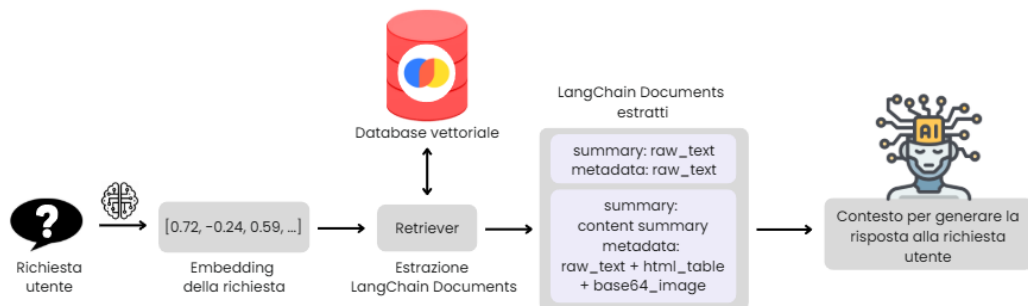 ?
Richiesta
utente
[0.72, -0.24, 0.59, ...]
Embedding
della richiesta
Database vettoriale
Retriever
Estrazione
LangChain Documents
LangChain Documents
estratti
summary: raw_text
metadata: raw_text
summary:
content summary
metadata:
raw_text + html_table
+ base64_image
AI
Contesto per generare la
risposta alla richiesta
utente